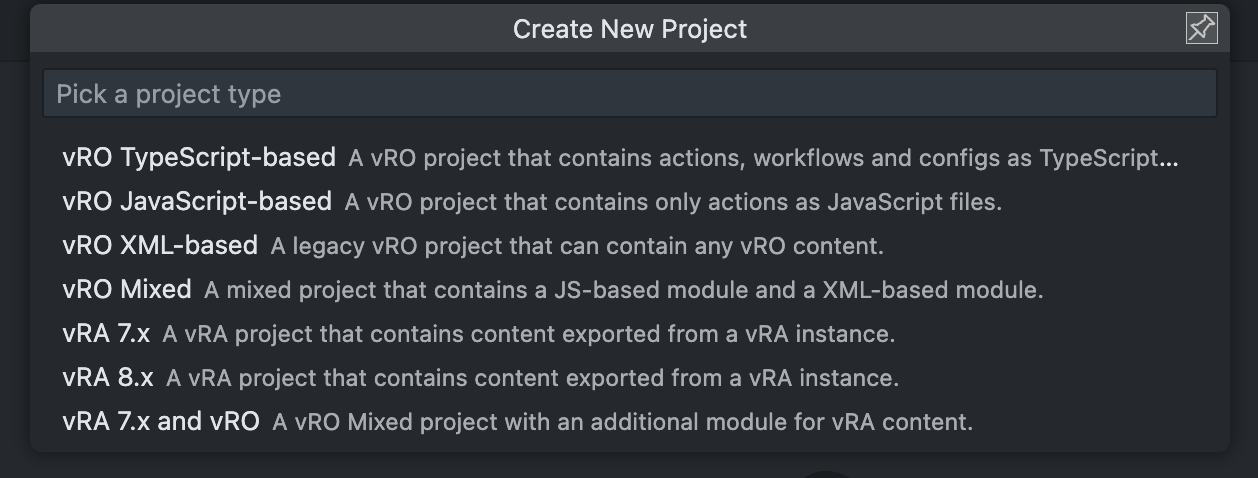 Create New Project
Pick a project type
vRO TypeScript-based A vRO project that contains actions, workflows and configs as TypeScript...
vRO JavaScript-based A vRO project that contains only actions as JavaScript files.
vRO XML-based A legacy vRO project that can contain any vRO content.
vRO Mixed A mixed project that contains a JS-based module and a XML-based module.
vRA 7.x A vRA project that contains content exported from a vRA instance.
vRA 8.x A vRA project that contains content exported from a vRA instance.
vRA 7.x and vRO A vRO Mixed project with an additional module for vRA content.